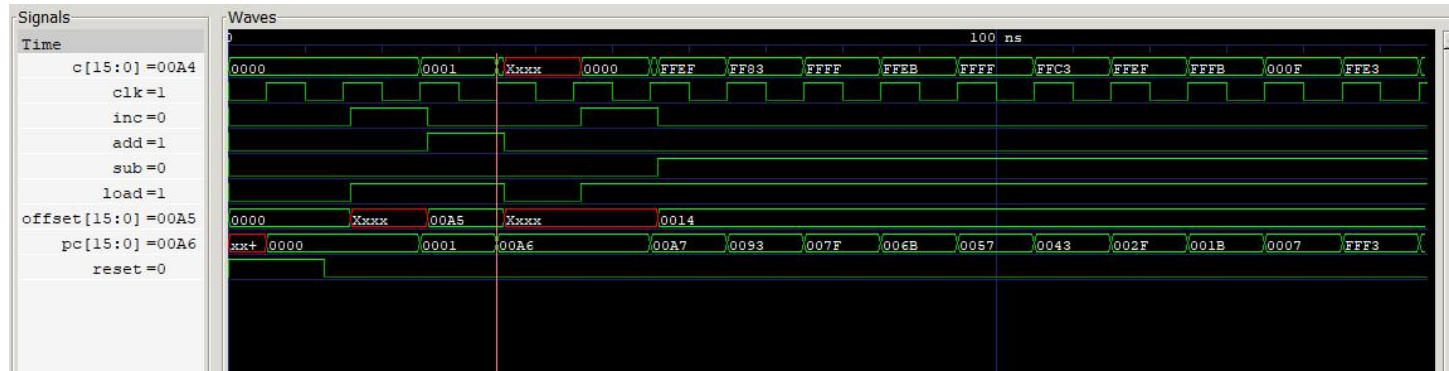 Signals Waves
Time 0 100 ns
c[15:0] =00A4 0000 0001 Xxxx 0000 FFEF FF83 FFFF FFEB FFFF FFC3 FFEF FFFB 000F FFE3
clk=1
inc=0
add=1
sub=0
load=1
offset[15:0] =00A5 0000 Xxxx 00A5 Xxxx 0014
pc[15:0] =00A6 xx+ 0000 0001 00A6 00A7 0093 007F 006B 0057 0043 002F 001B 0007 FFF3
reset=0